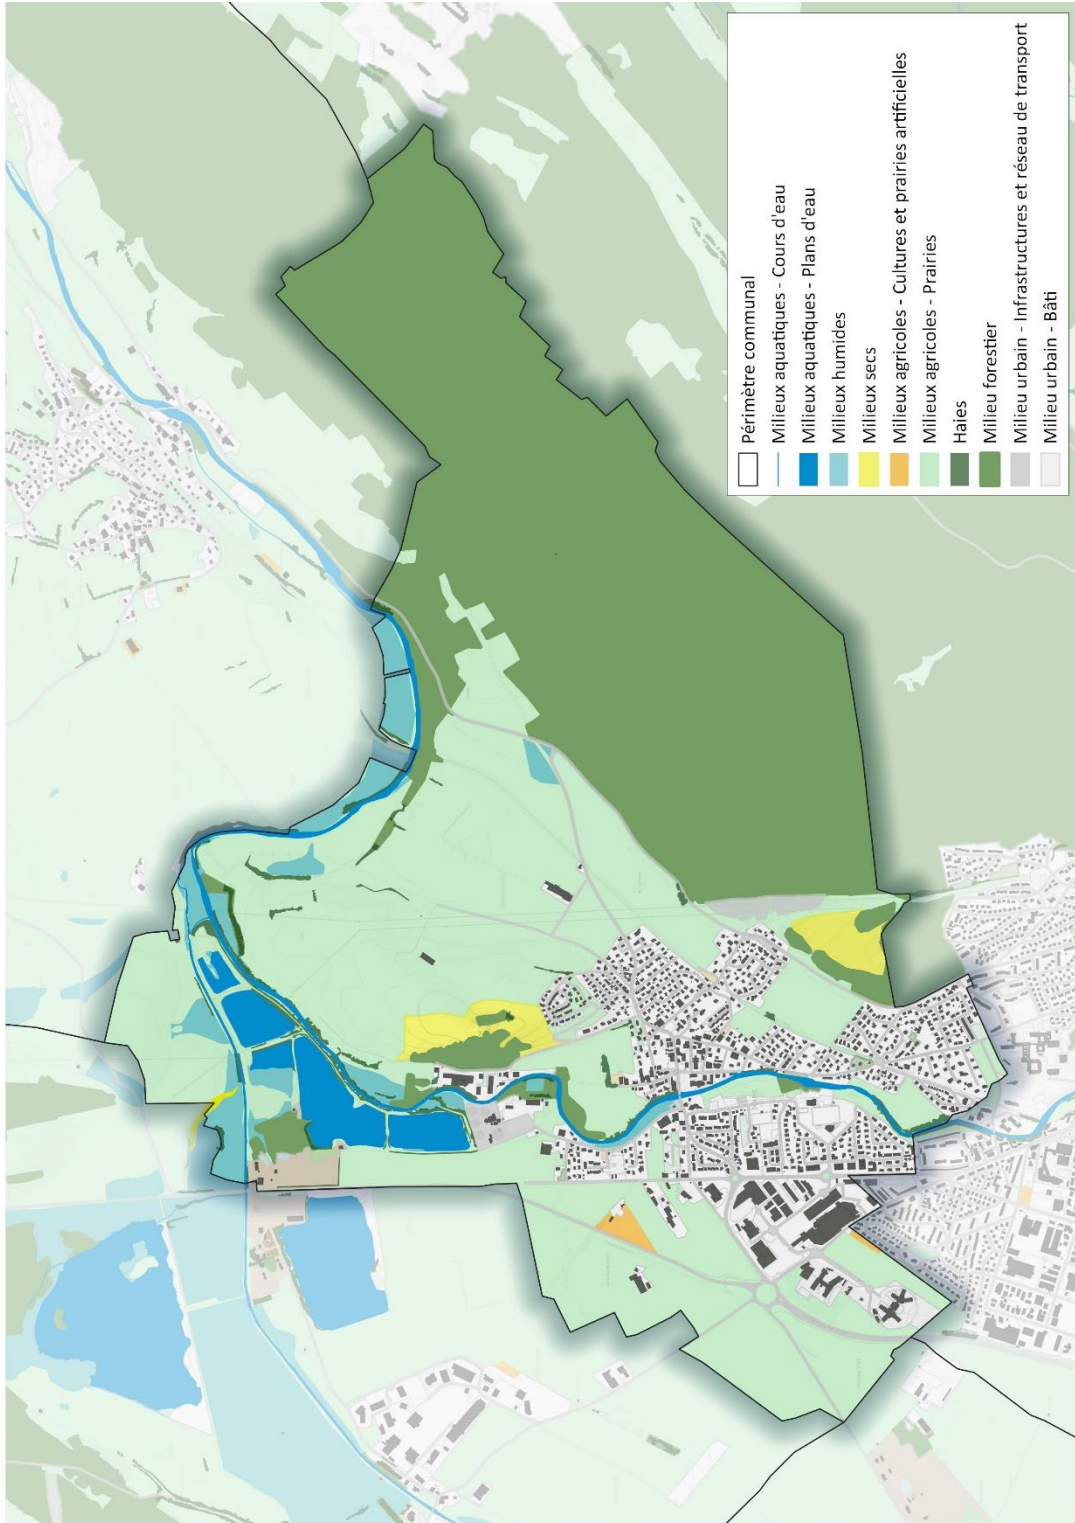 Périmètre communal
Milieux aquatiques - Cours d'eau
Milieux aquatiques - Plans d'eau
Milieux humides
Milieux secs
Milieux agricoles - Cultures et prairies artificielles
Milieux agricoles - Prairies
Haies
Milieu forestier
Milieu urbain - Infrastructures et réseau de transport
Milieu urbain - Bâti